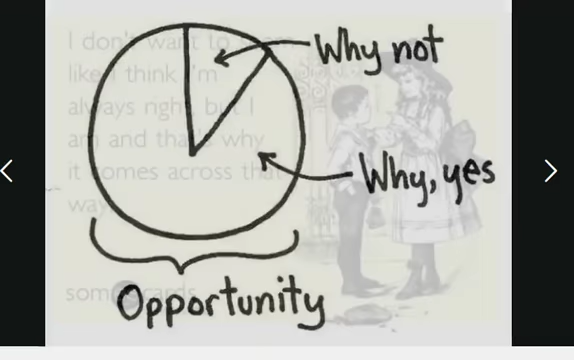 I don't want to
like I think I'm
always right but I
am and that's why
it comes across that
way.
Why not
Why, yes
Opportunity